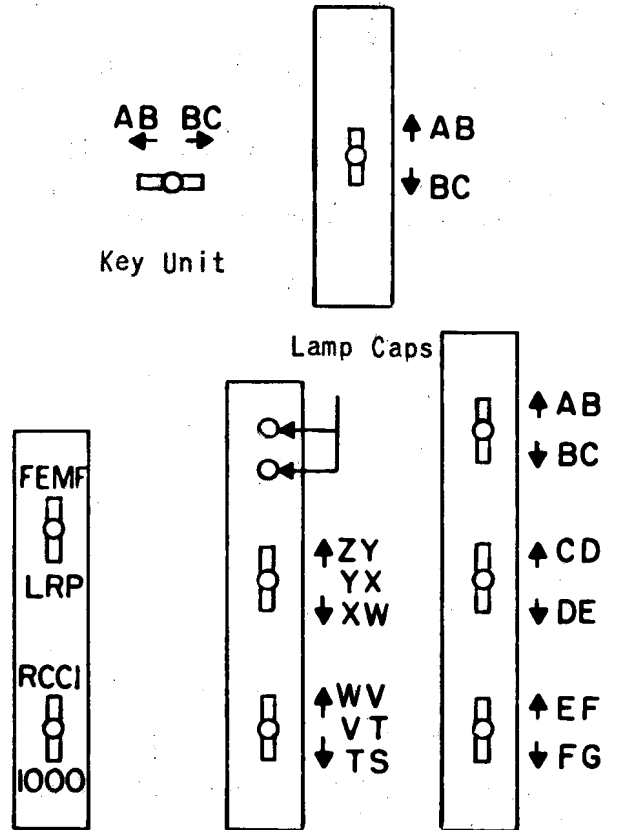 AB BC
Key Unit
AB
BC
Lamp Caps
FEMF
LRP
RCCI
1000
ZY
YX
XW
WV
VT
TS
AB
BC
CD
DE
EF
FG